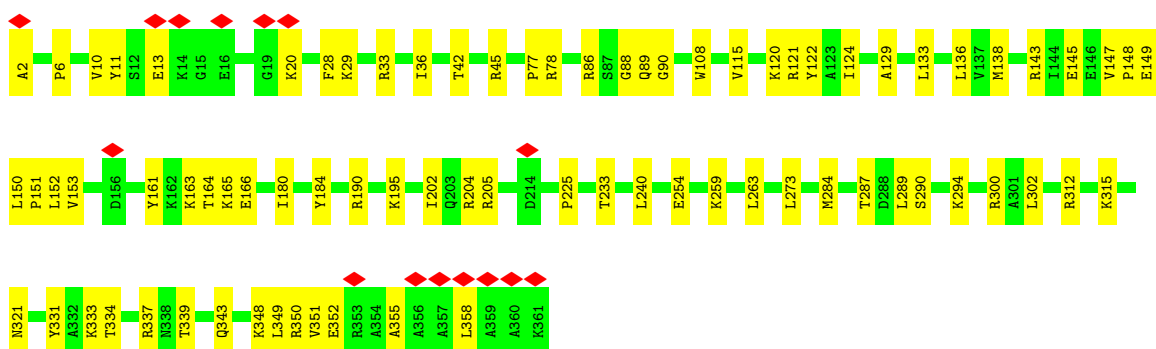 A2 P6 V10 Y11 S12 E13 K14 G15 E16 G19 K20 F28 K29 R33 I36 T42 R45 P77 R78 R86 S87 G88 Q89 G90 W108 V115 K120 R121 Y122 A123 I124 A129 L133 L136 V137 M138 R143 I144 E145 E146 V147 P148 E149
L150 P151 L152 V153 D156 Y161 K162 K163 T164 K165 E166 I180 Y184 R190 K195 I202 Q203 R204 R205 D214 P225 T233 L240 E254 K259 L263 L273 M284 T287 D288 L289 S290 K294 R300 A301 L302 R312 K315
N321 Y331 A332 K333 T334 R337 N338 T339 Q343 K348 L349 R350 V351 E352 R353 A354 A355 A356 A357 L358 A359 A360 K361